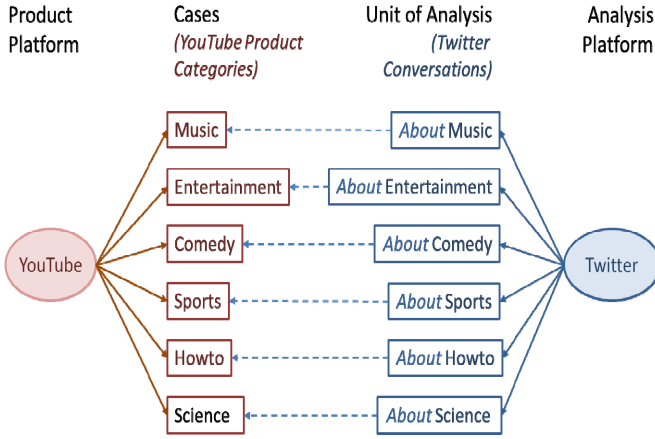 Product
Platform
Cases
(YouTube Product
Categories)
Unit of Analysis
(Twitter
Conversations)
Analysis
Platform
Music
About Music
Entertainment
About Entertainment
Comedy
About Comedy
YouTube
Twitter
Sports
About Sports
Howto
About Howto
Science
About Science